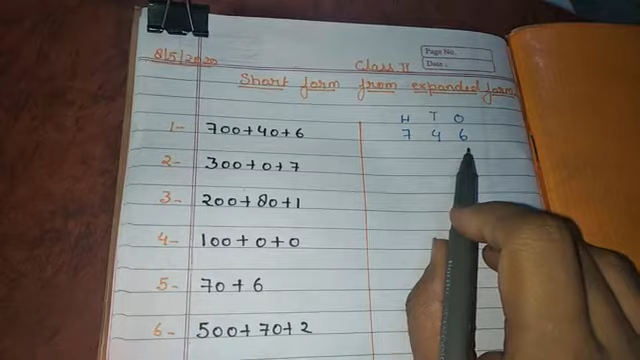 8/5/2020
Class II
Page No.
Date:
Short form from expanded form
H T O
1- 700+40+6 7 4 6
2- 300+0+7
3- 200+80+1
4- 100+0+0
5- 70+6
6- 500+70+2